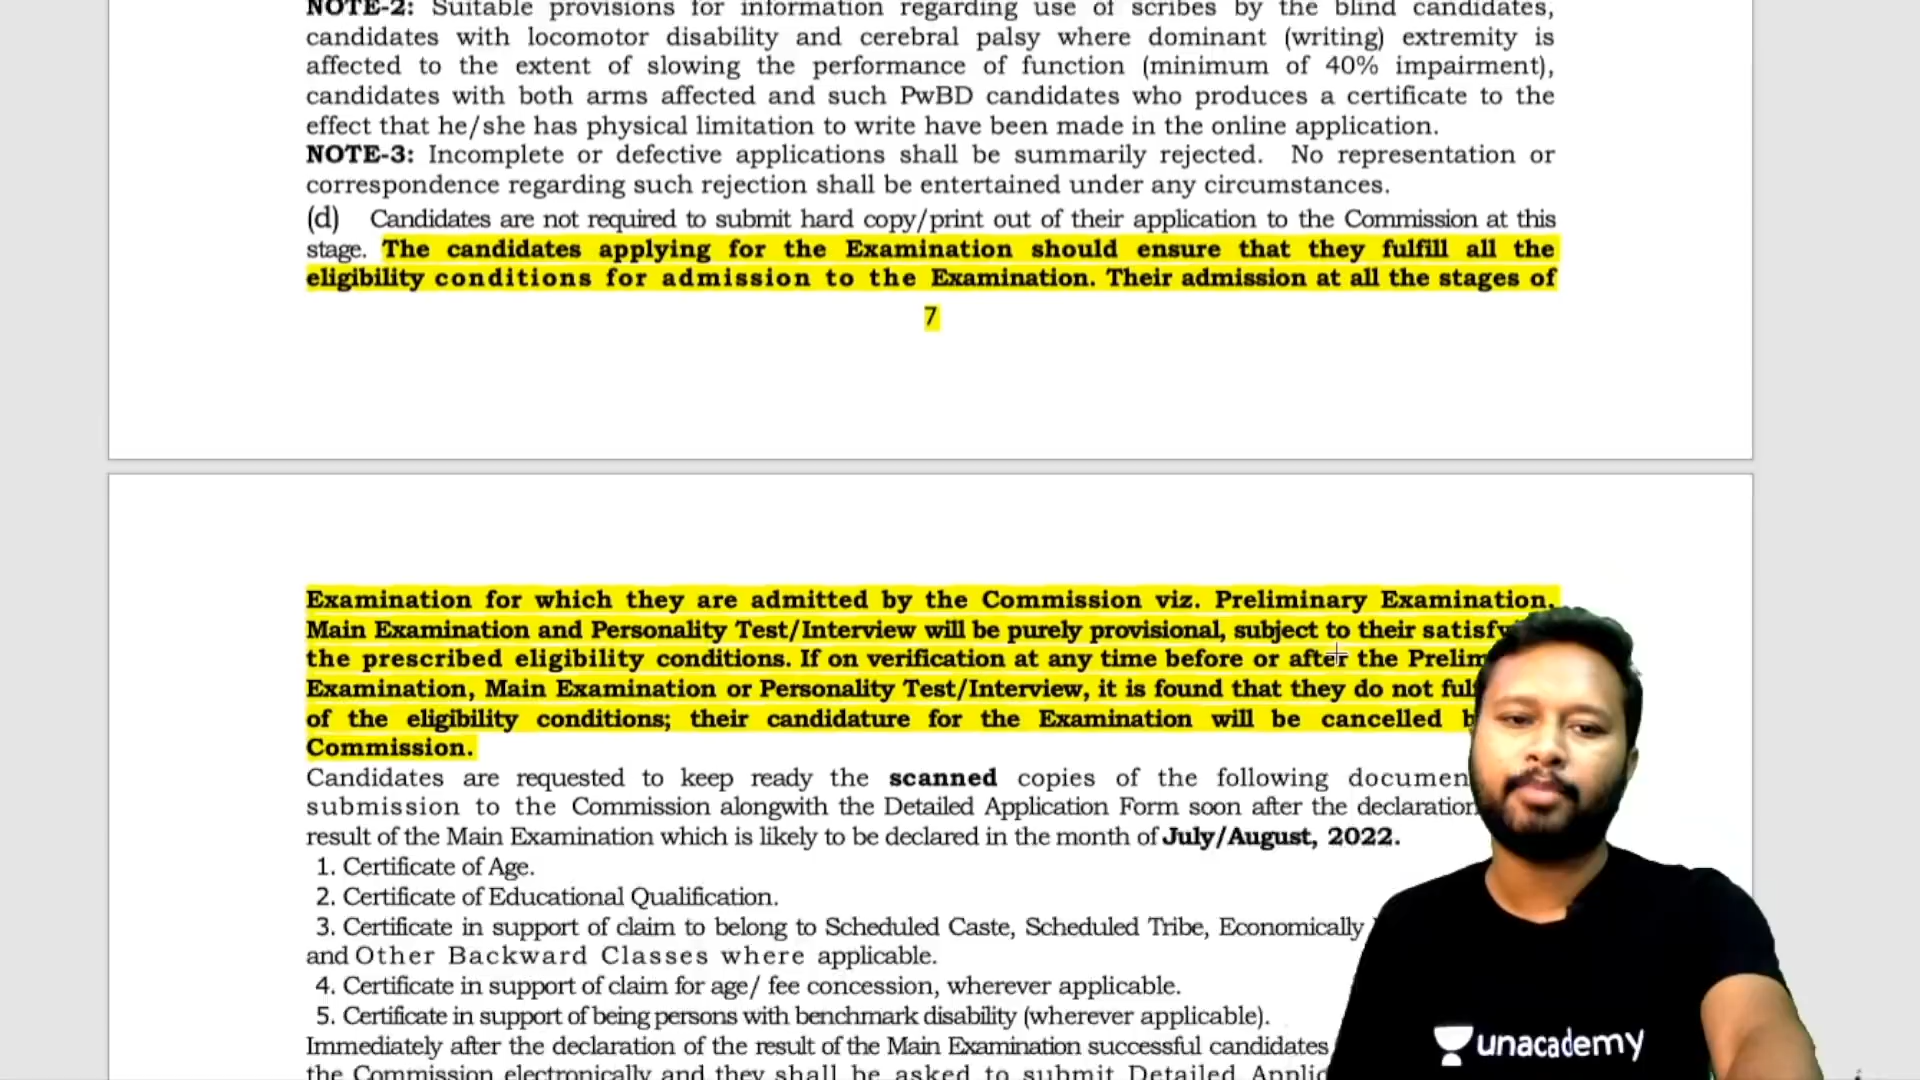 NOTE-2: Suitable provisions for information regarding use of scribes by the blind candidates,
candidates with locomotor disability and cerebral palsy where dominant (writing) extremity is
affected to the extent of slowing the performance of function (minimum of 40% impairment),
candidates with both arms affected and such PwBD candidates who produces a certificate to the
effect that he/she has physical limitation to write have been made in the online application.
NOTE-3: Incomplete or defective applications shall be summarily rejected. No representation or
correspondence regarding such rejection shall be entertained under any circumstances.
(d) Candidates are not required to submit hard copy/print out of their application to the Commission at this
stage. The candidates applying for the Examination should ensure that they fulfill all the
eligibility conditions for admission to the Examination. Their admission at all the stages of
7
Examination for which they are admitted by the Commission viz. Preliminary Examination,
Main Examination and Personality Test/Interview will be purely provisional, subject to their
the prescribed eligibility conditions. If on verification at any time before or after the
Examination, Main Examination or Personality Test/Interview, it is found that they do not
of the eligibility conditions; their candidature for the Examination will be cancelled
Commission.
Candidates are requested to keep ready the scanned copies of the following
submission to the Commission alongwith the Detailed Application Form soon after the declaration
result of the Main Examination which is likely to be declared in the month of July/August, 2022.
1. Certificate of Age.
2. Certificate of Educational Qualification.
3. Certificate in support of claim to belong to Scheduled Caste, Scheduled Tribe, Economically
and Other Backward Classes where applicable.
4. Certificate in support of claim for age/ fee concession, wherever applicable.
5. Certificate in support of being persons with benchmark disability (wherever applicable).
Immediately after the declaration of the result of the Main Examination successful candidates
the Commission electronically and they shall be asked to submit Detailed
unacademy